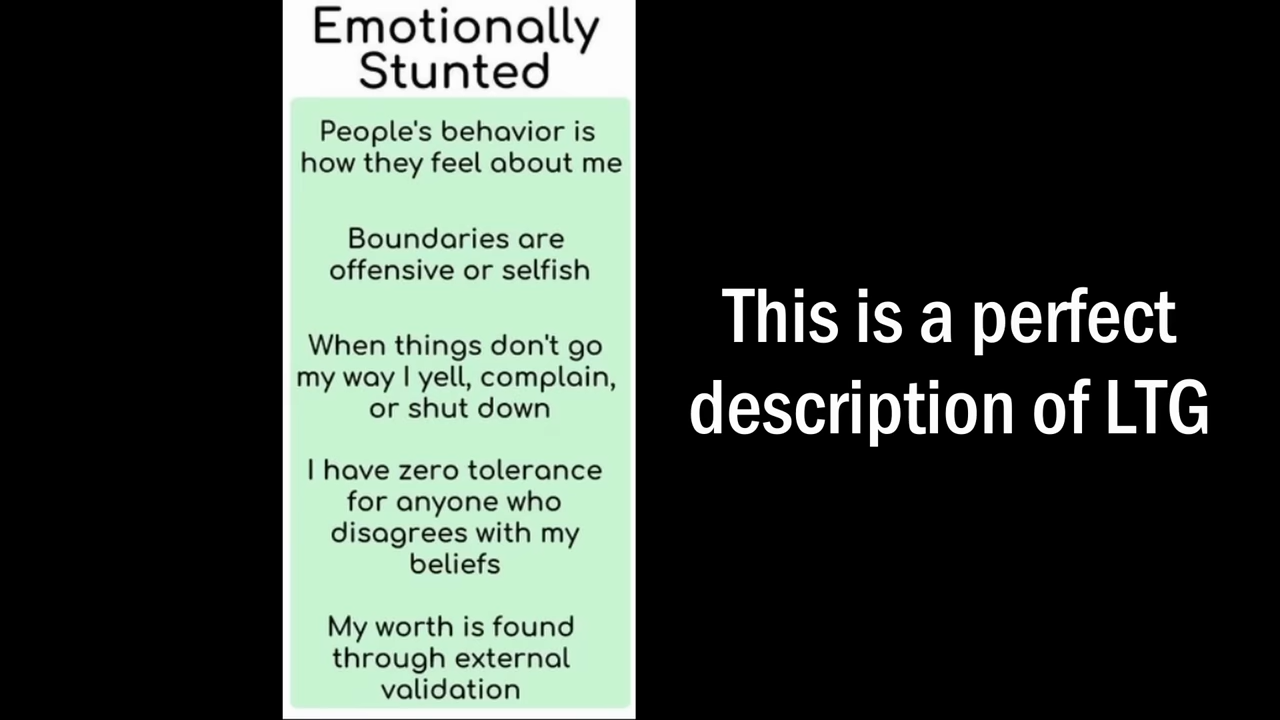 Emotionally
Stunted
People's behavior is
how they feel about me
Boundaries are
offensive or selfish
When things don't go
my way I yell, complain,
or shut down
I have zero tolerance
for anyone who
disagrees with my
beliefs
My worth is found
through external
validation
This is a perfect
description of LTG